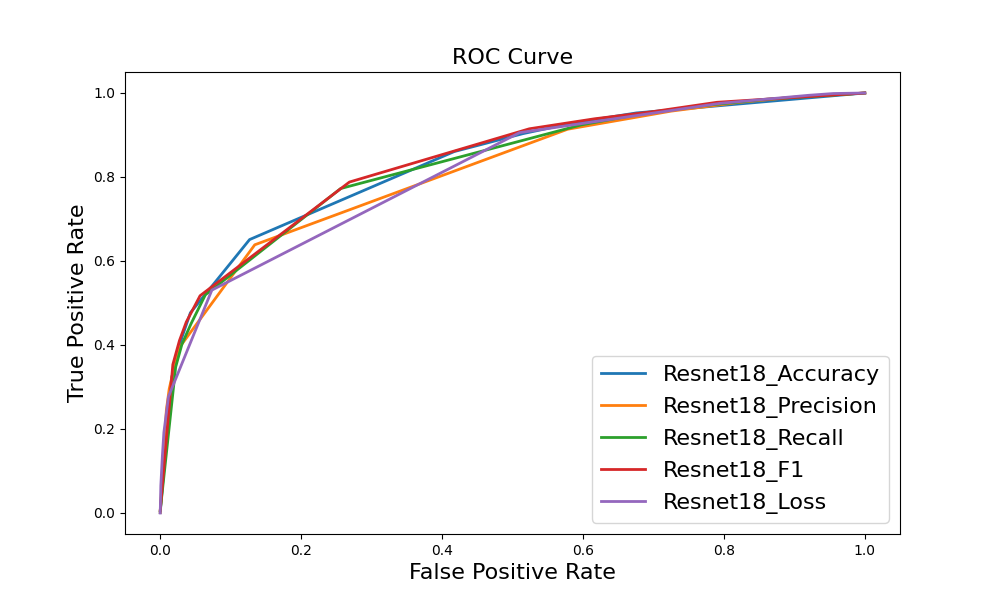 ROC Curve
True Positive Rate
1.0
0.8
0.6
0.4
0.2
0.0
Resnet18_Accuracy
Resnet18_Precision
Resnet18_Recall
Resnet18_F1
Resnet18_Loss
0.0 0.2 0.4 0.6 0.8 1.0
False Positive Rate